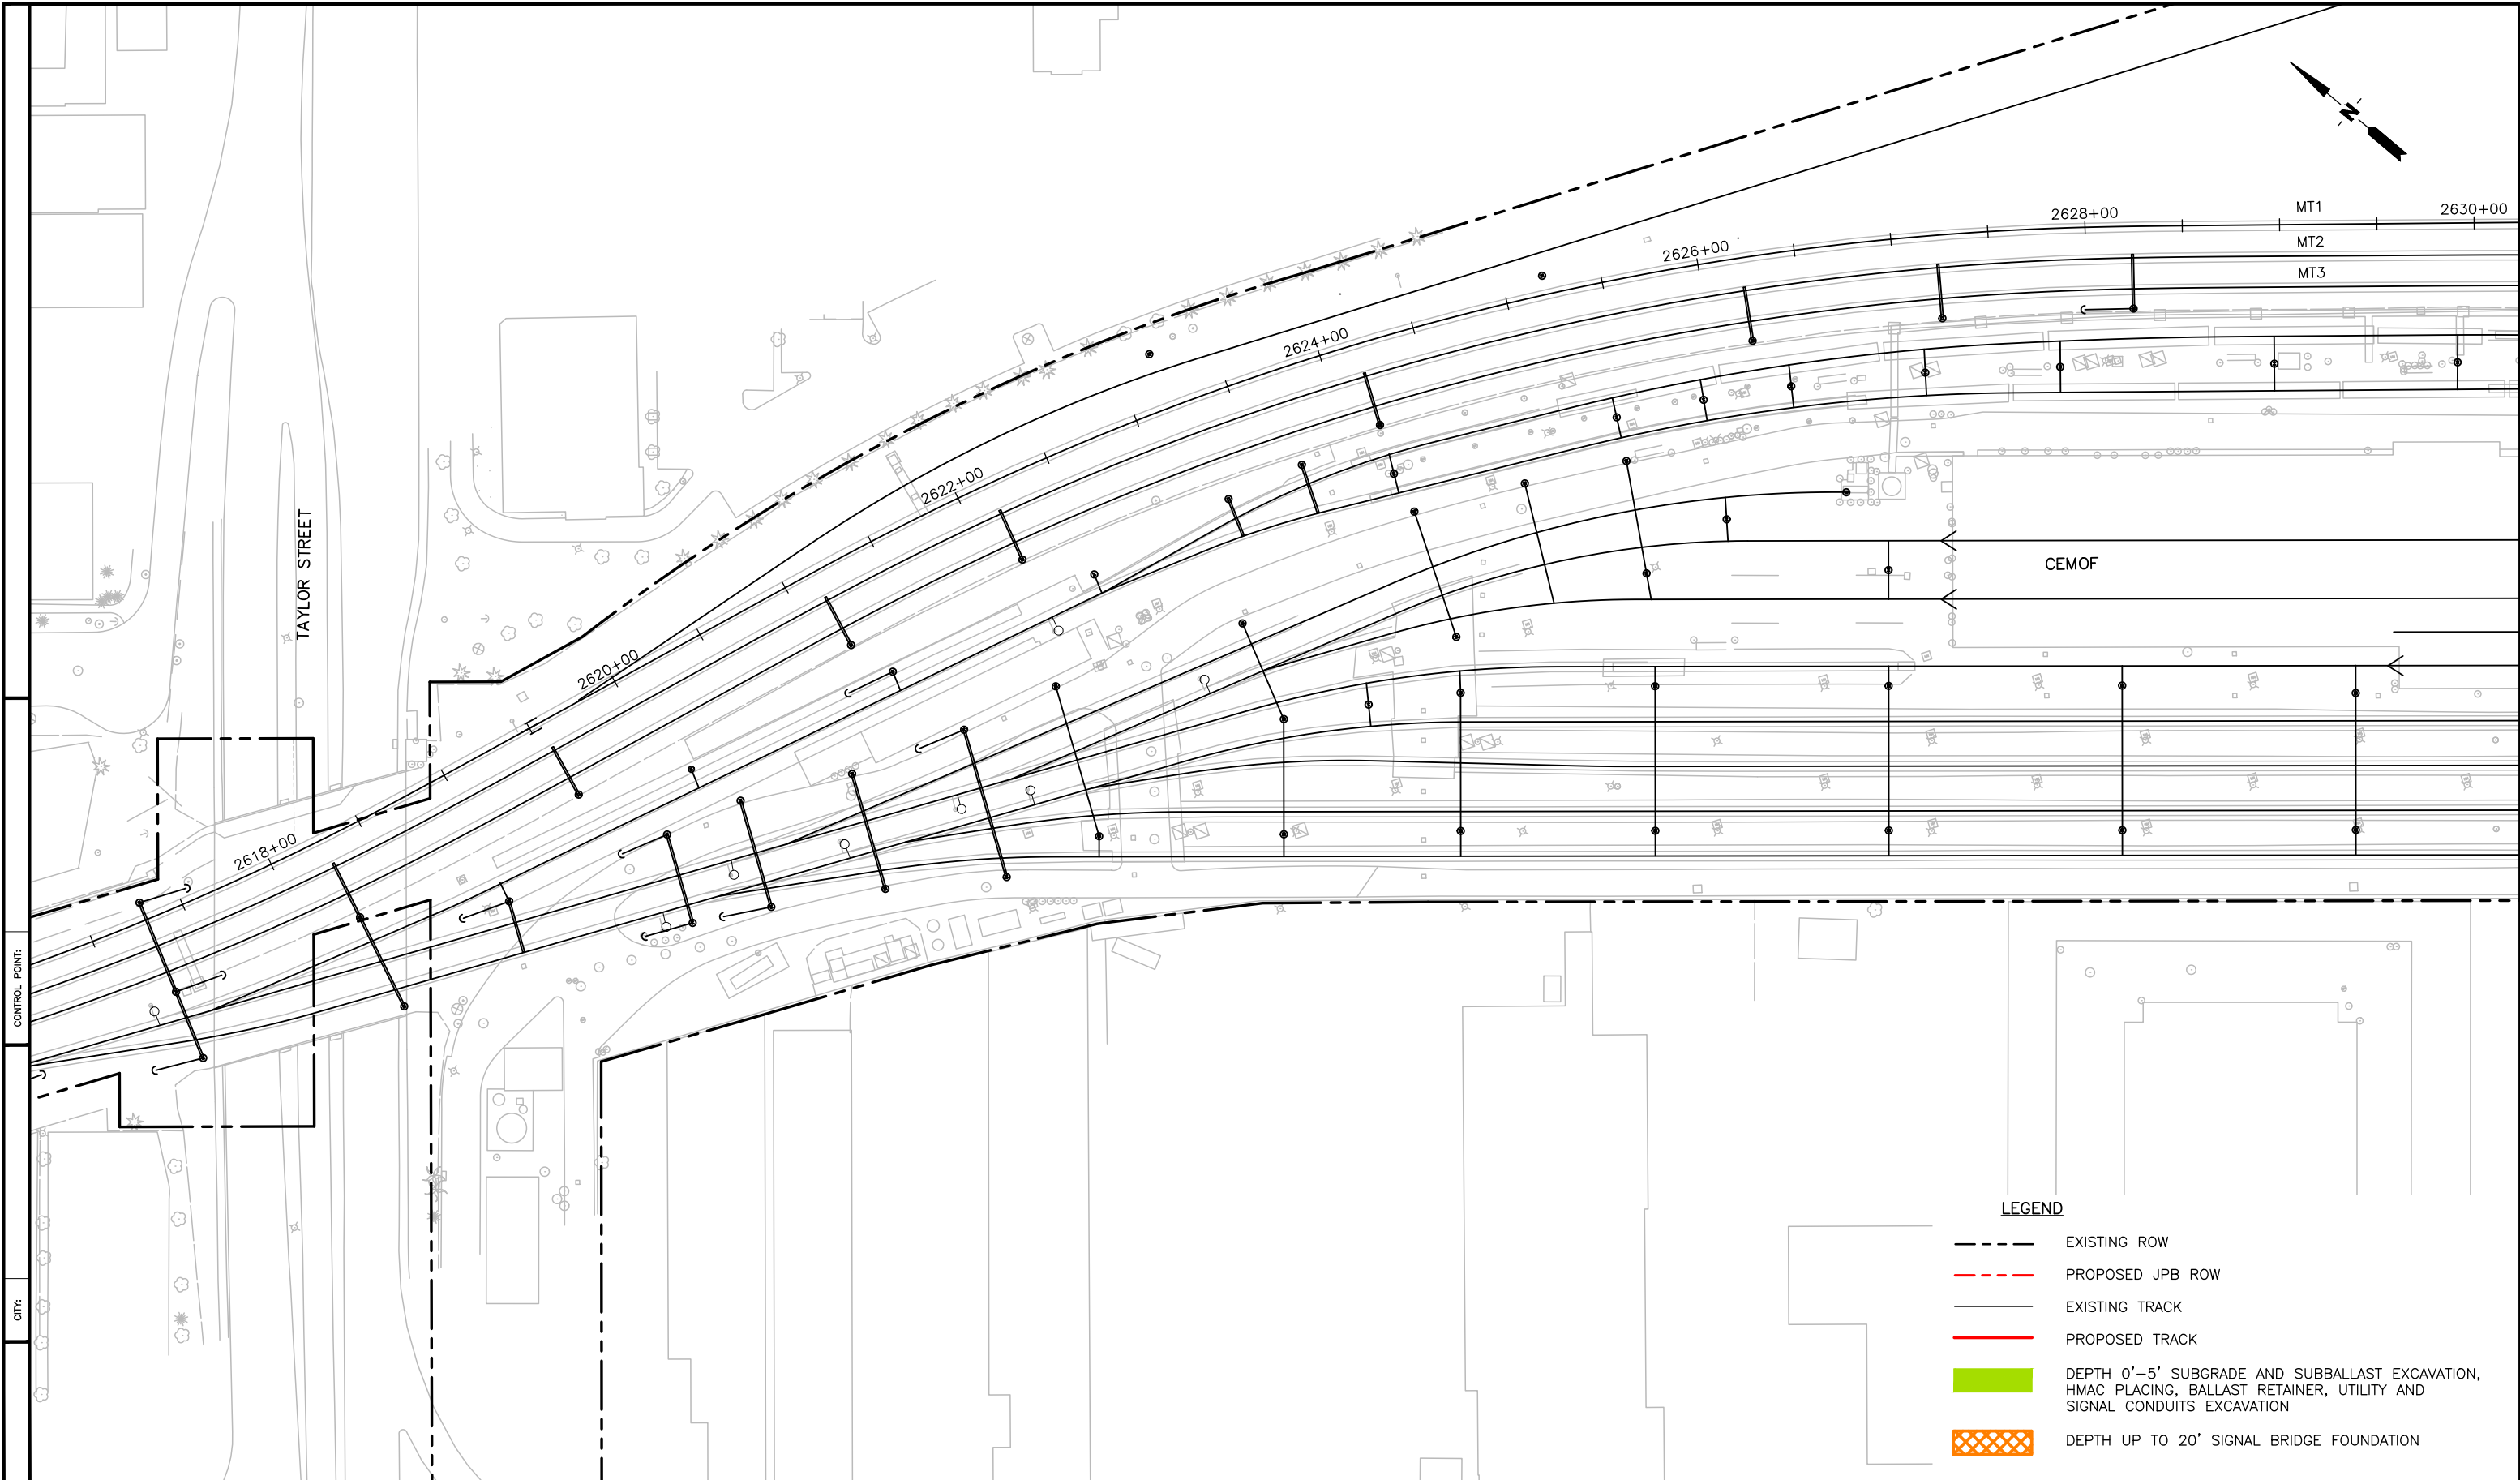 N
MT1
2628+00
2630+00
MT2
2626+00
MT3
2624+00
2622+00
TAYLOR STREET
CEMOF
2620+00
2618+00
CONTROL POINT:
CITY:
LEGEND
EXISTING ROW
PROPOSED JPB ROW
EXISTING TRACK
PROPOSED TRACK
DEPTH 0'-5' SUBGRADE AND SUBBALLAST EXCAVATION,
HMAC PLACING, BALLAST RETAINER, UTILITY AND
SIGNAL CONDUITS EXCAVATION
DEPTH UP TO 20' SIGNAL BRIDGE FOUNDATION